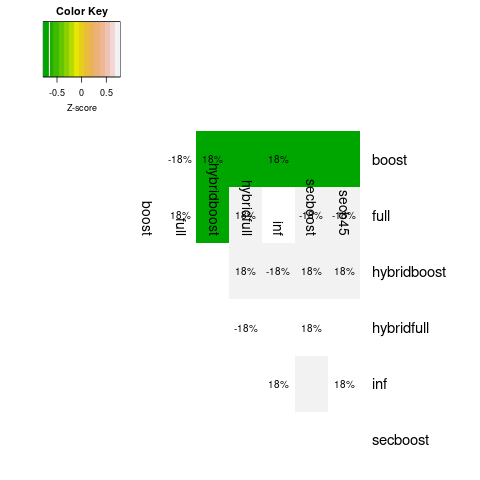 Color Key
-0.5 0 0.5
Z-score
-18% 18% 18% boost
18% 18% -18% -18% full
boost full hybridboost hybridfull inf secboost
18% -18% 18% 18% hybridboost
-18% 18% hybridfull
18% 18% inf
secboost